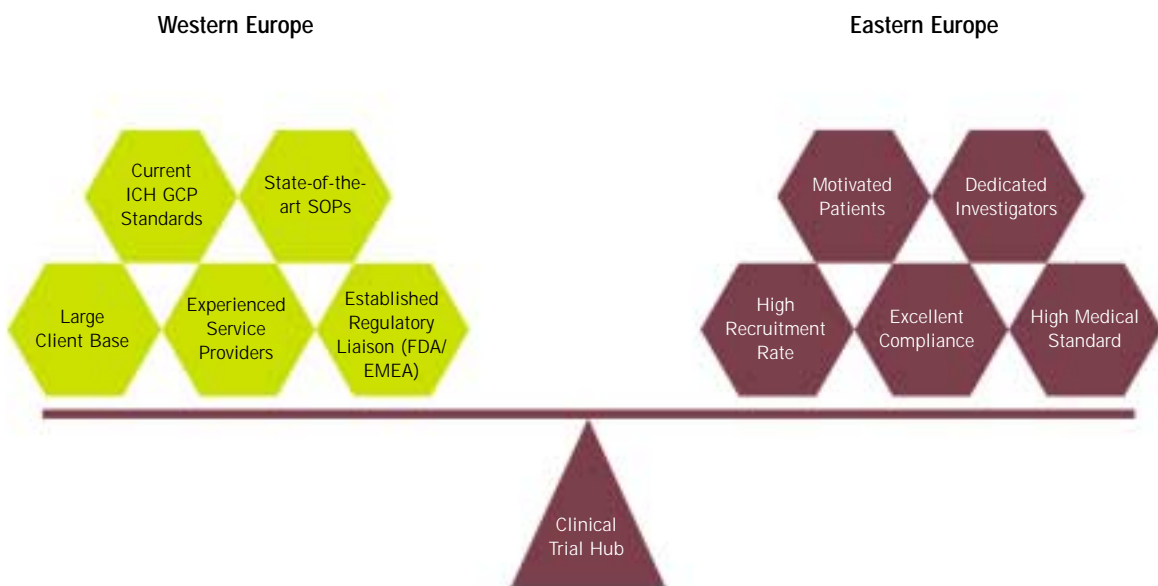 Western Europe
Eastern Europe
Current
ICH GCP
Standards
State-of-the-
art SOPs
Large
Client Base
Experienced
Service
Providers
Established
Regulatory
Liaison (FDA/
EMEA)
Motivated
Patients
Dedicated
Investigators
High
Recruitment
Rate
Excellent
Compliance
High Medical
Standard
Clinical
Trial Hub